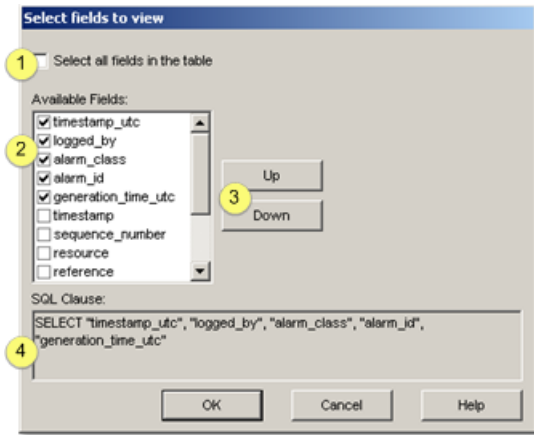 Select fields to view
1
Select all fields in the table
Available Fields:
2
timestamp_utc
logged_by
alarm_class
alarm_id
generation_time_utc
timestamp
sequence_number
resource
reference
Up
3
Down
SQL Clause:
SELECT "timestamp_utc", "logged_by", "alarm_class", "alarm_id",
"generation_time_utc"
4
OK Cancel Help